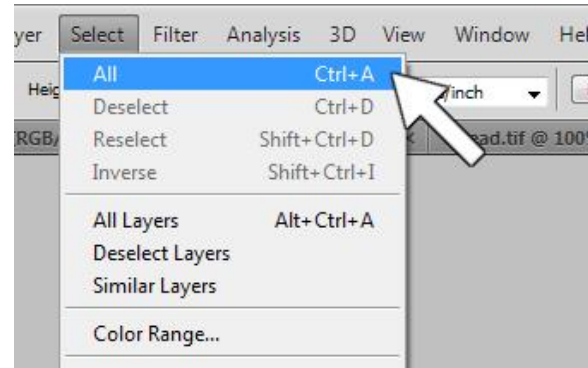 yer Select Filter Analysis 3D View Window Hel
All Ctrl+A
Heig /inch
Deselect Ctrl+D
RGB/ Reselect Shift+Ctrl+D × ead.tif @ 100%
Inverse Shift+Ctrl+I
All Layers Alt+Ctrl+A
Deselect Layers
Similar Layers
Color Range...